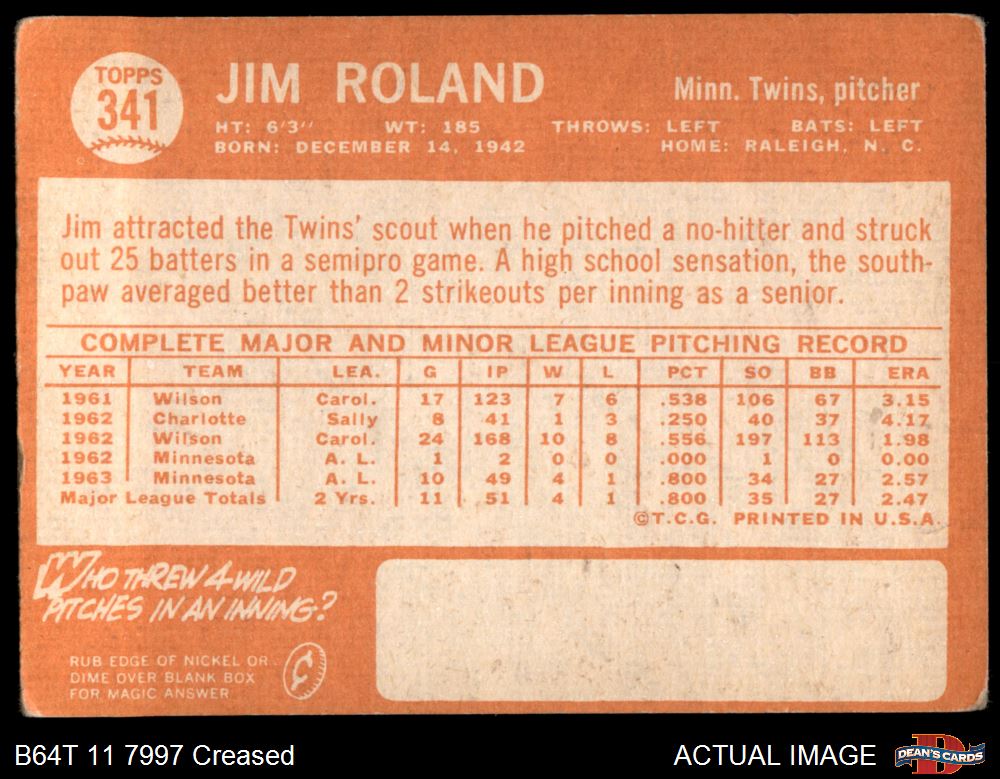 TOPPS
341
JIM ROLAND
Minn. Twins, pitcher
HT: 6'3" WT: 185 THROWS: LEFT BATS: LEFT
BORN: DECEMBER 14, 1942 HOME: RALEIGH, N. C.
Jim attracted the Twins' scout when he pitched a no-hitter and struck
out 25 batters in a semipro game. A high school sensation, the south-
paw averaged better than 2 strikeouts per inning as a senior.
COMPLETE MAJOR AND MINOR LEAGUE PITCHING RECORD
YEAR TEAM LEA. G IP W L PCT SO BB ERA
1961 Wilson Carol. 17 123 7 6 .538 106 67 3.15
1962 Charlotte Sally 8 41 1 3 .250 40 37 4.17
1962 Wilson Carol. 24 168 10 8 .556 197 113 1.98
1962 Minnesota A. L. 1 2 0 0 .000 1 0 0.00
1963 Minnesota A. L. 10 49 4 1 .800 34 27 2.57
Major League Totals 2 Yrs. 11 51 4 1 .800 35 27 2.47
©T.C.G. PRINTED IN U.S.A.
WHO THREW 4 WILD
PITCHES IN AN INNING?
RUB EDGE OF NICKEL OR
DIME OVER BLANK BOX
FOR MAGIC ANSWER
B64T 11 7997 Creased
ACTUAL IMAGE
D
DEAN'S CARDS